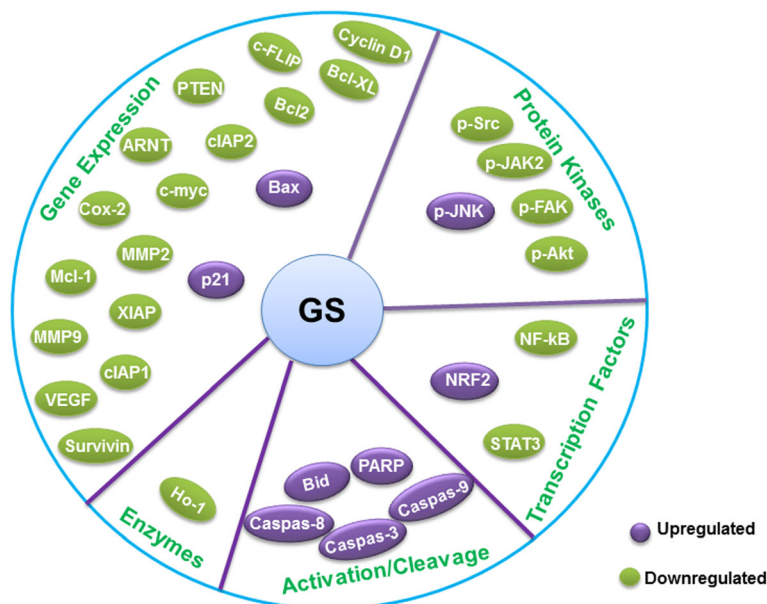 Gene Expression
Cyclin D1
c-FLIP
Bcl-XL
PTEN
Bcl2
ARNT
cIAP2
c-myc
Bax
Cox-2
MMP2
Mcl-1
p21
XIAP
MMP9
cIAP1
VEGF
Survivin
Protein Kinases
p-Src
p-JAK2
p-JNK
p-FAK
p-Akt
GS
Transcription Factors
NF-kB
NRF2
STAT3
Activation/Cleavage
PARP
Bid
Caspas-9
Caspas-8
Caspas-3
Enzymes
Ho-1
Upregulated
Downregulated